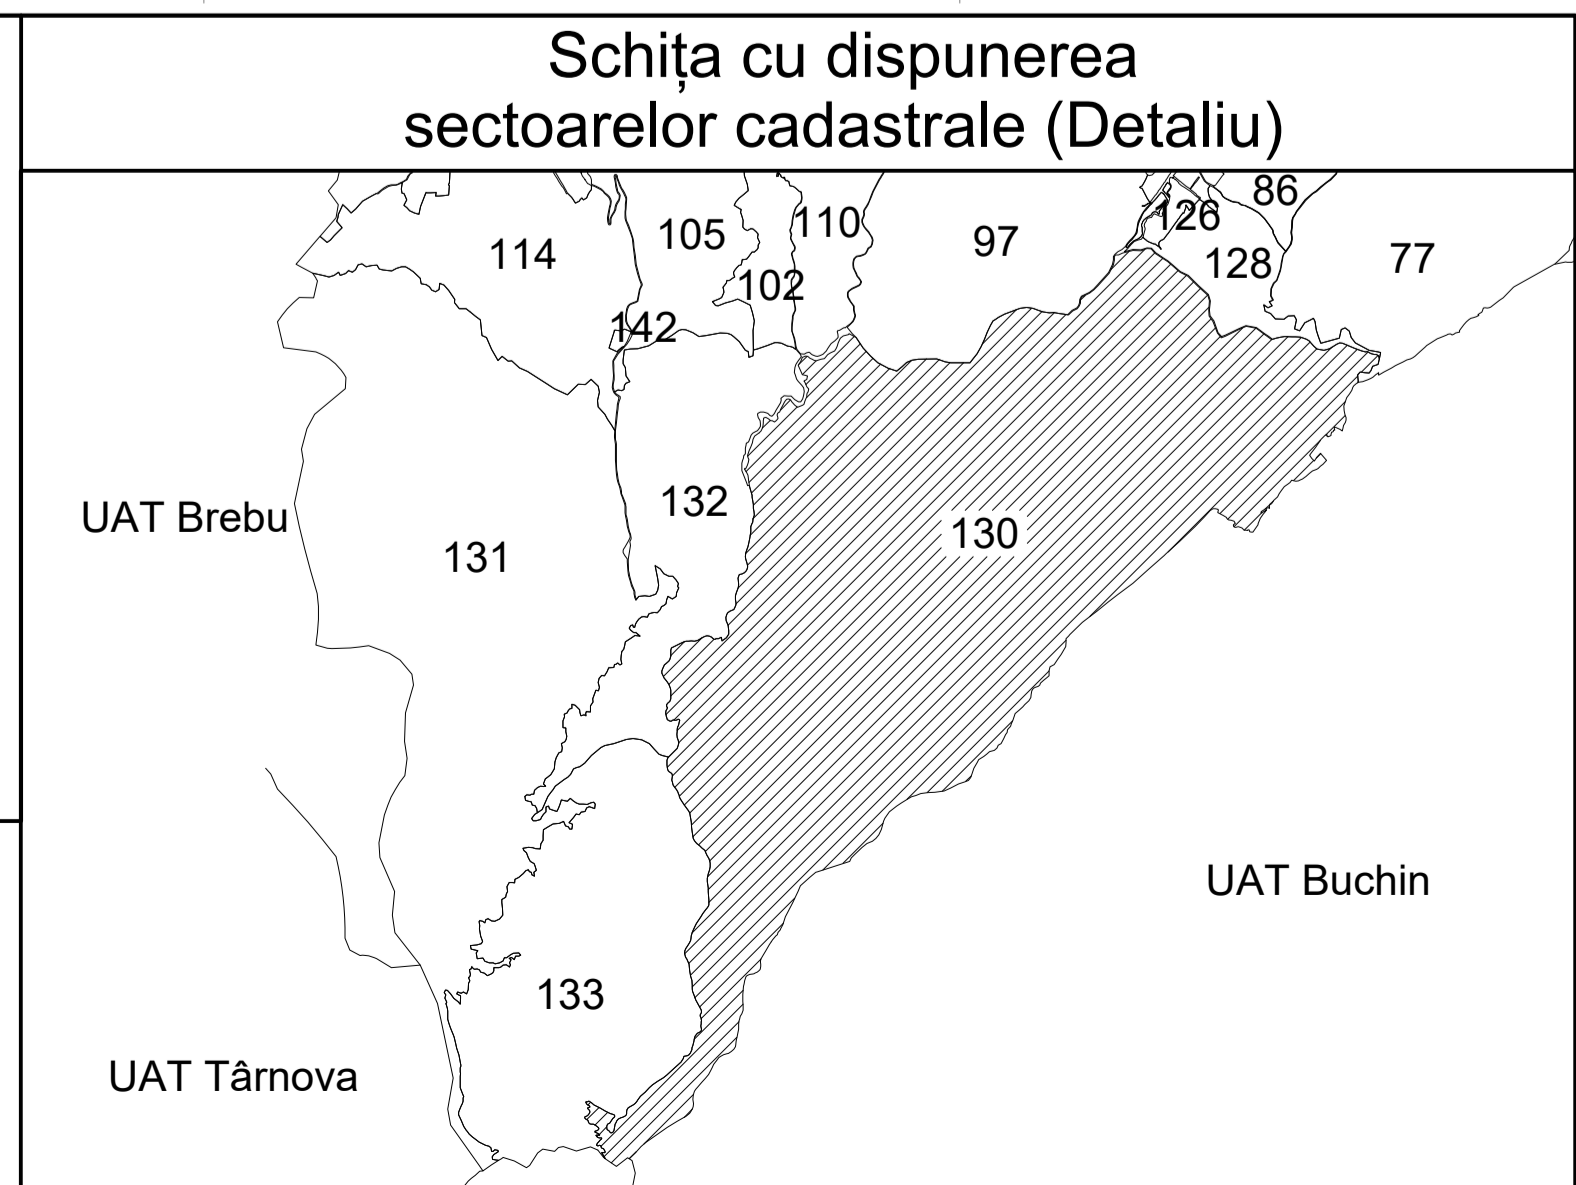 Schița cu dispunerea
sectoarelor cadastrale (Detaliu)
86
126
110
105
97
114
77
128
102
142
132
UAT Brebu
130
131
UAT Buchin
133
UAT Târnova